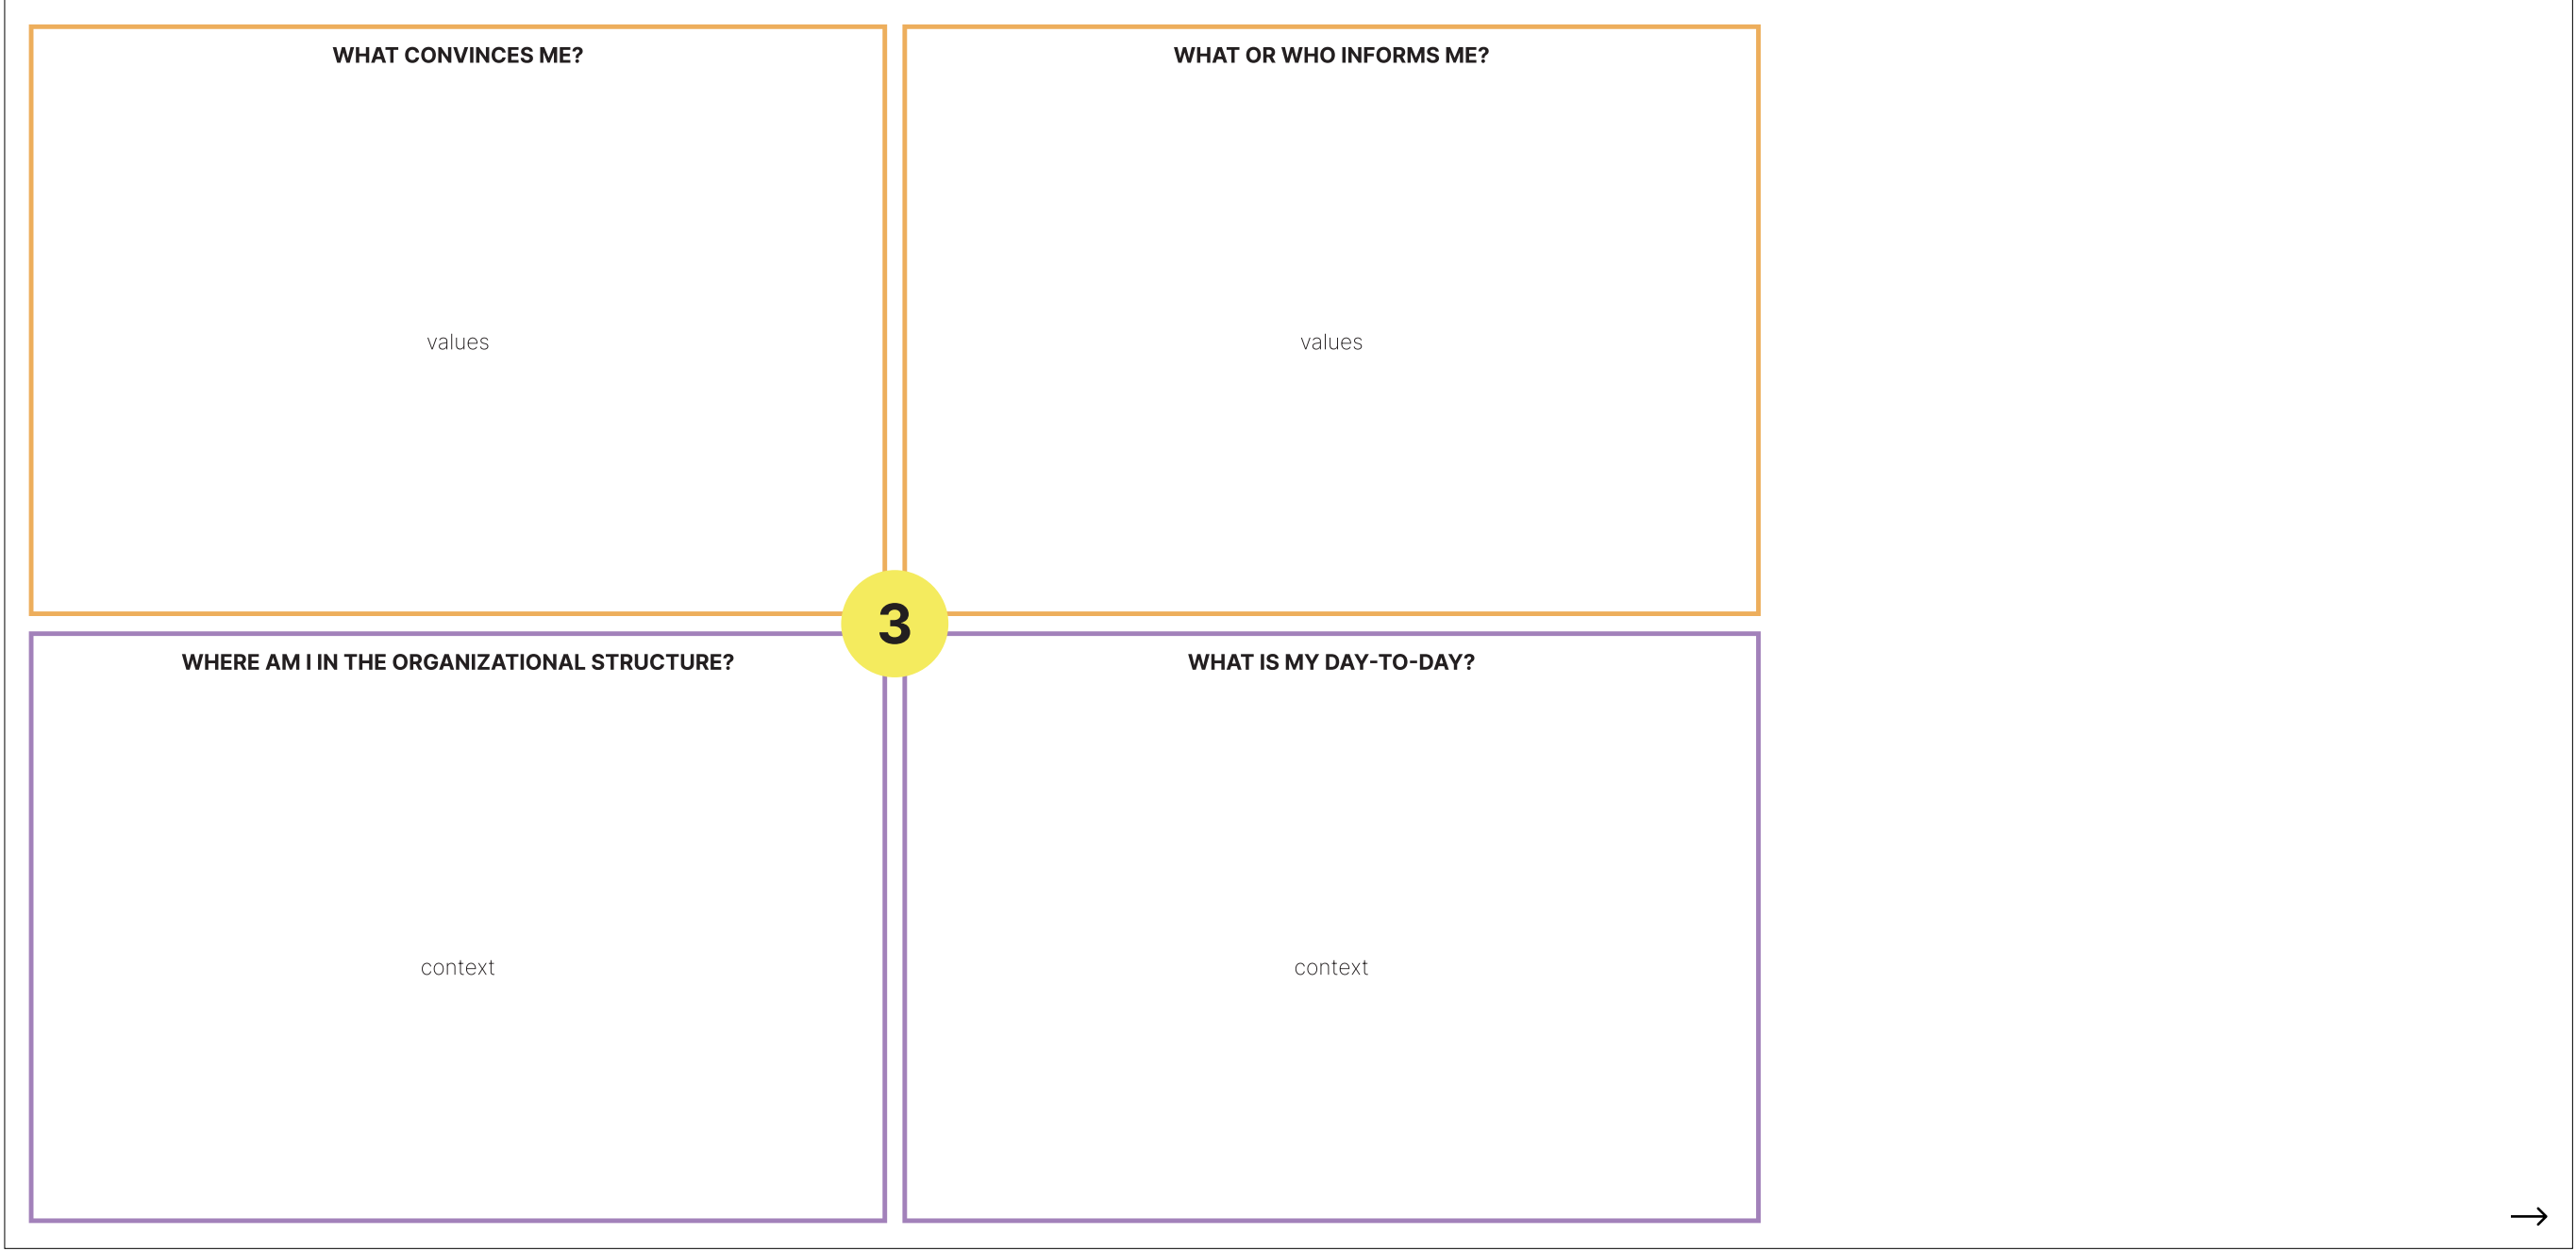 WHAT CONVINCES ME?
WHAT OR WHO INFORMS ME?
values
values
3
WHERE AM I IN THE ORGANIZATIONAL STRUCTURE?
WHAT IS MY DAY-TO-DAY?
context
context